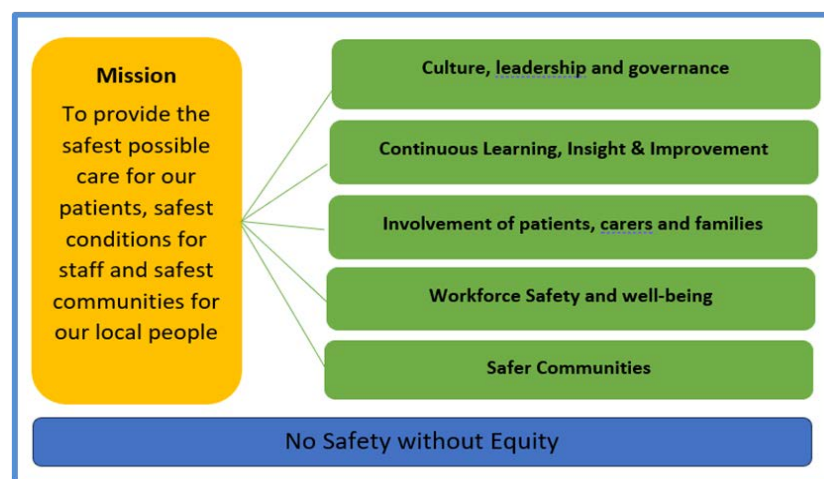 Mission
To provide the
safest possible
care for our
patients, safest
conditions for
staff and safest
communities for
our local people
Culture, leadership and governance
Continuous Learning, Insight & Improvement
Involvement of patients, carers and families
Workforce Safety and well-being
Safer Communities
No Safety without Equity